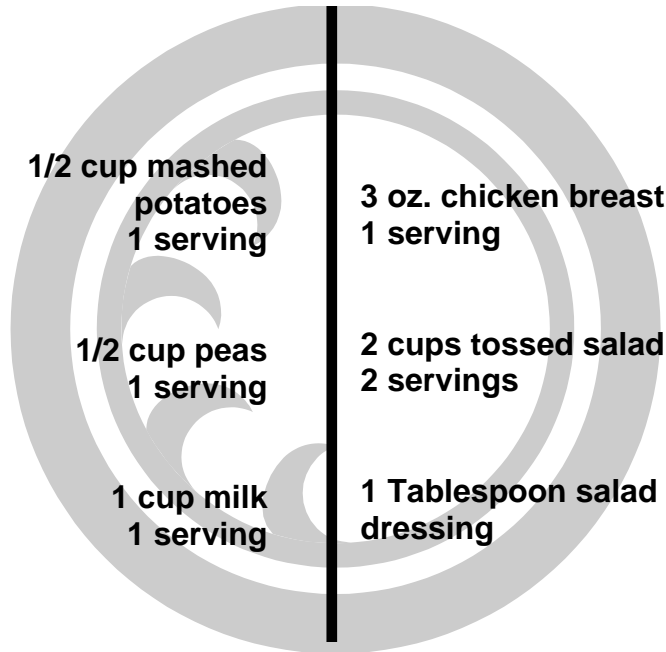 1/2 cup mashed
potatoes
1 serving
1/2 cup peas
1 serving
1 cup milk
1 serving
3 oz. chicken breast
1 serving
2 cups tossed salad
2 servings
1 Tablespoon salad
dressing